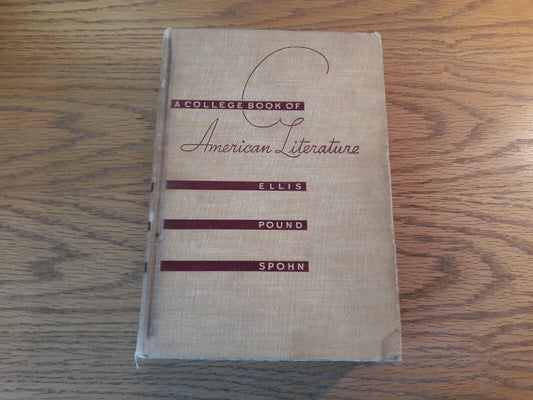 A COLLEGE BOOK OF
American Literature
ELLIS
POUND
SPOHN